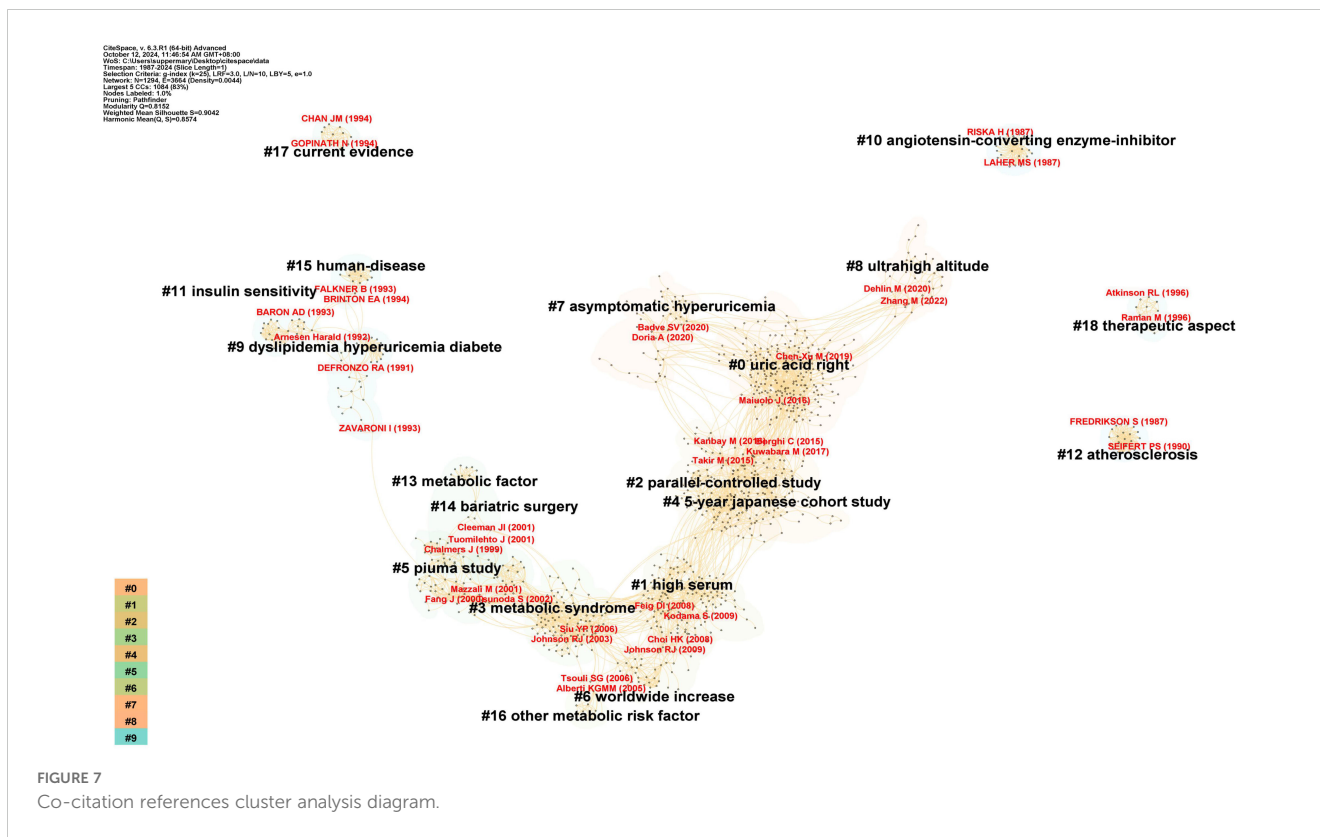 CiteSpace, v. 6.3.R1 (64-bit) Advanced
October 12, 2024, 11:46:54 AM GMT+08:00
WoS: C:\Users\suppermary\Desktop\citespace\data
Timespan: 1987-2024 (Slice Length=1)
Selection Criteria: g-index (k=25), LRF=3.0, L/N=10, LBY=5, e=1.0
Network: N=1294, E=3664 (Density=0.0044)
Largest 5 CCs: 1084 (83%)
Nodes Labeled: 1.0%
Pruning: Pathfinder
Modularity Q=0.8152
Weighted Mean Silhouette S=0.9042
Harmonic Mean(Q, S)=0.8574
CHAN JM (1994)
GOPINATH N (1994)
#17 current evidence
RISKA H (1987)
#10 angiotensin-converting enzyme-inhibitor
LAHER MS (1987)
#15 human-disease
#11 insulin sensitivity
FALKNER B (1993)
BRINTON EA (1994)
BARON AD (1993)
Arnesen Harald (1992)
#9 dyslipidemia hyperuricemia diabete
DEFRONZO RA (1991)
ZAVARONI I (1993)
#8 ultrahigh altitude
Dehlin M (2020)
Zhang M (2022)
#7 asymptomatic hyperuricemia
Badve SV (2020)
Doria A (2020)
Atkinson RL (1996)
Raman M (1996)
#18 therapeutic aspect
Chen-Xu M (2019)
#0 uric acid right
Maiuolo J (2016)
FREDRIKSON S (1987)
SEIFERT PS (1990)
#12 atherosclerosis
Kanbay M (2016)
Borghi C (2015)
Kuwabara M (2017)
Takir M (2015)
#2 parallel-controlled study
#4 5-year japanese cohort study
#13 metabolic factor
#14 bariatric surgery
Cleeman JI (2001)
Tuomilehto J (2001)
Chalmers J (1999)
#5 piuma study
Mazzali M (2001)
Fang J (2000)
Tsunoda S (2002)
#3 metabolic syndrome
#1 high serum
Feig DI (2008)
Kodama S (2009)
Siu YP (2006)
Johnson RJ (2003)
Choi HK (2008)
Johnson RJ (2009)
Tsouli SG (2006)
Alberti KGMM (2005)
#6 worldwide increase
#16 other metabolic risk factor
#0
#1
#2
#3
#4
#5
#6
#7
#8
#9
FIGURE 7
Co-citation references cluster analysis diagram.